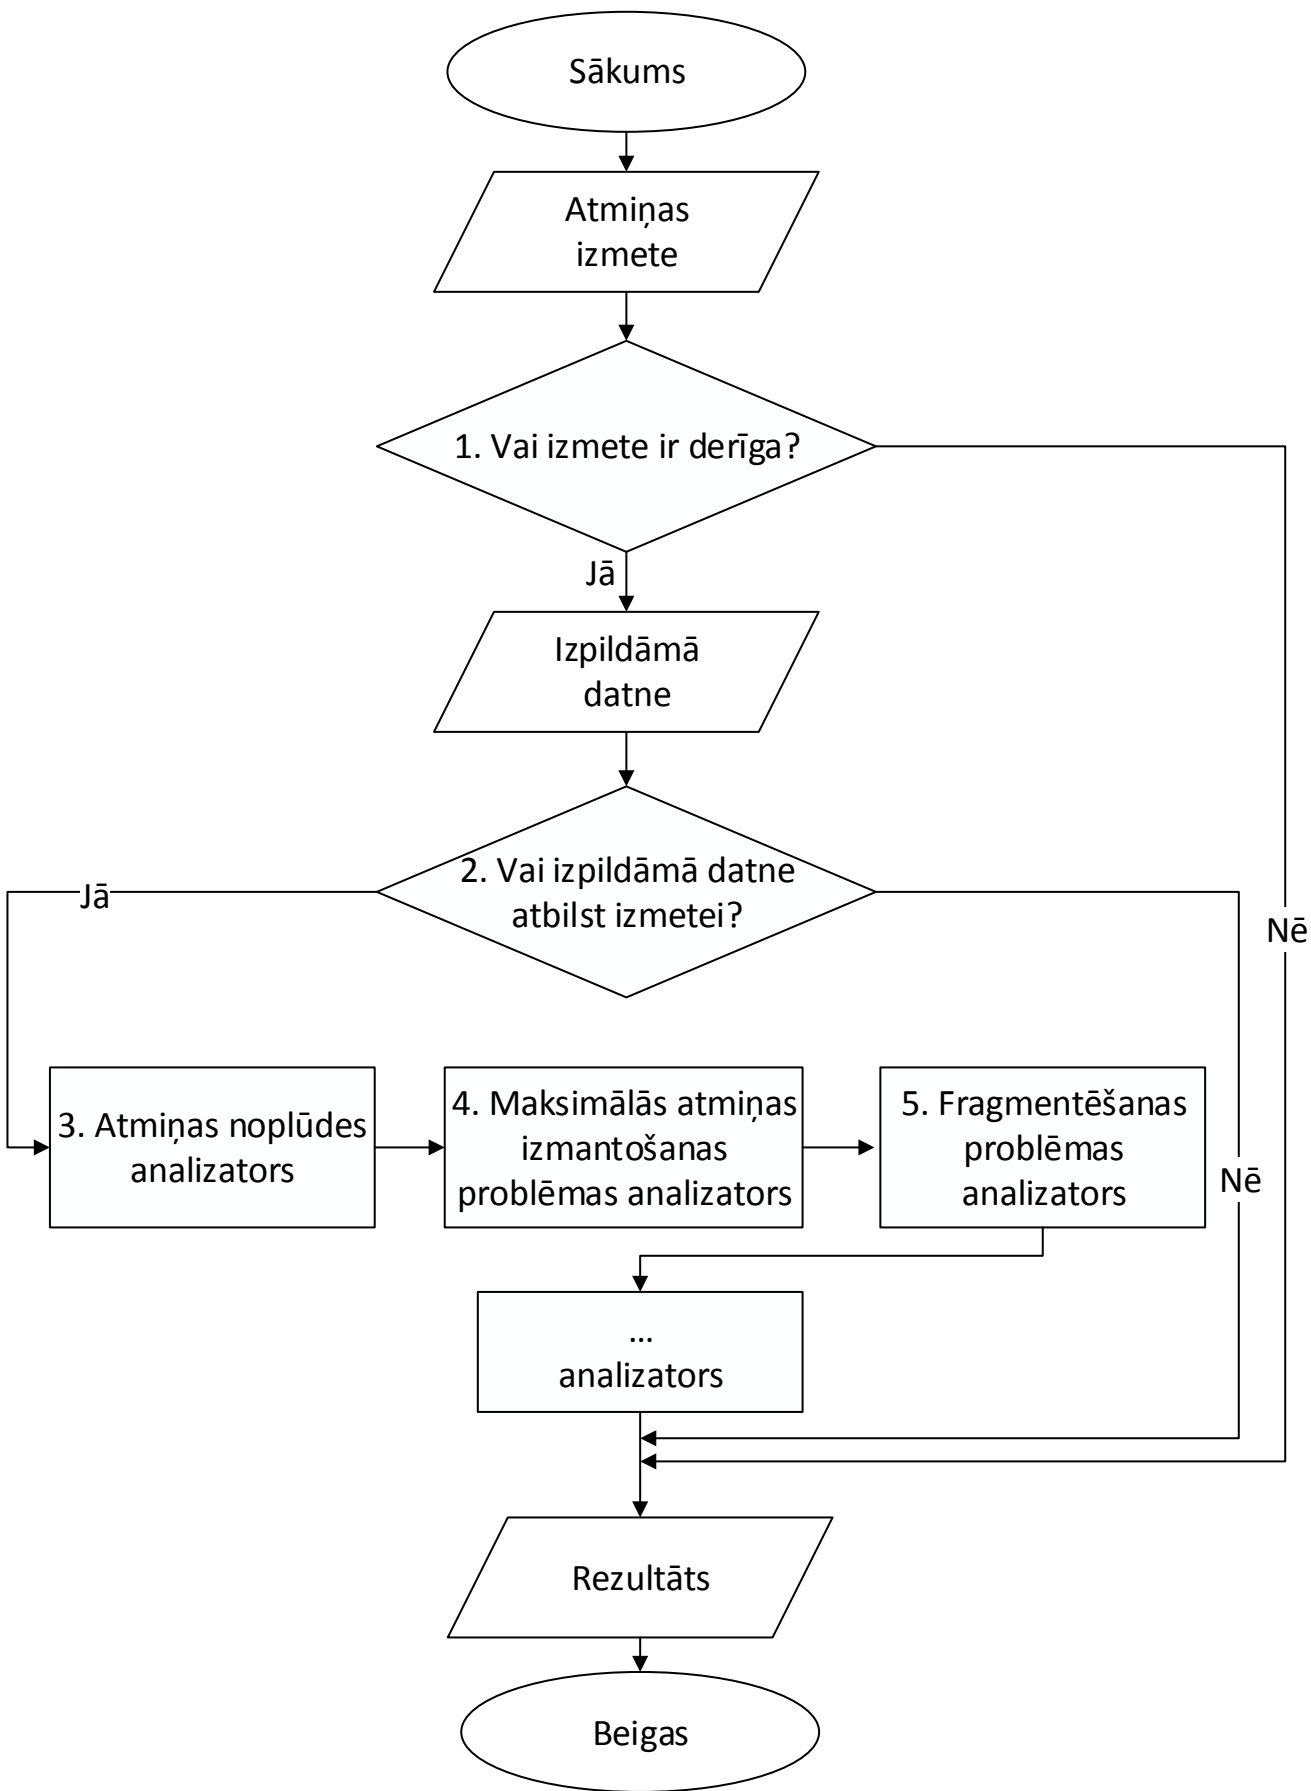 Sākums
Atmiņas
izmete
1. Vai izmete ir derīga?
Jā
Izpildāmā
datne
2. Vai izpildāmā datne
atbilst izmetei?
Jā
Nē
3. Atmiņas noplūdes
analizators
4. Maksimālās atmiņas
izmantošanas
problēmas analizators
5. Fragmentēšanas
problēmas
analizators
Nē
...
analizators
Rezultāts
Beigas